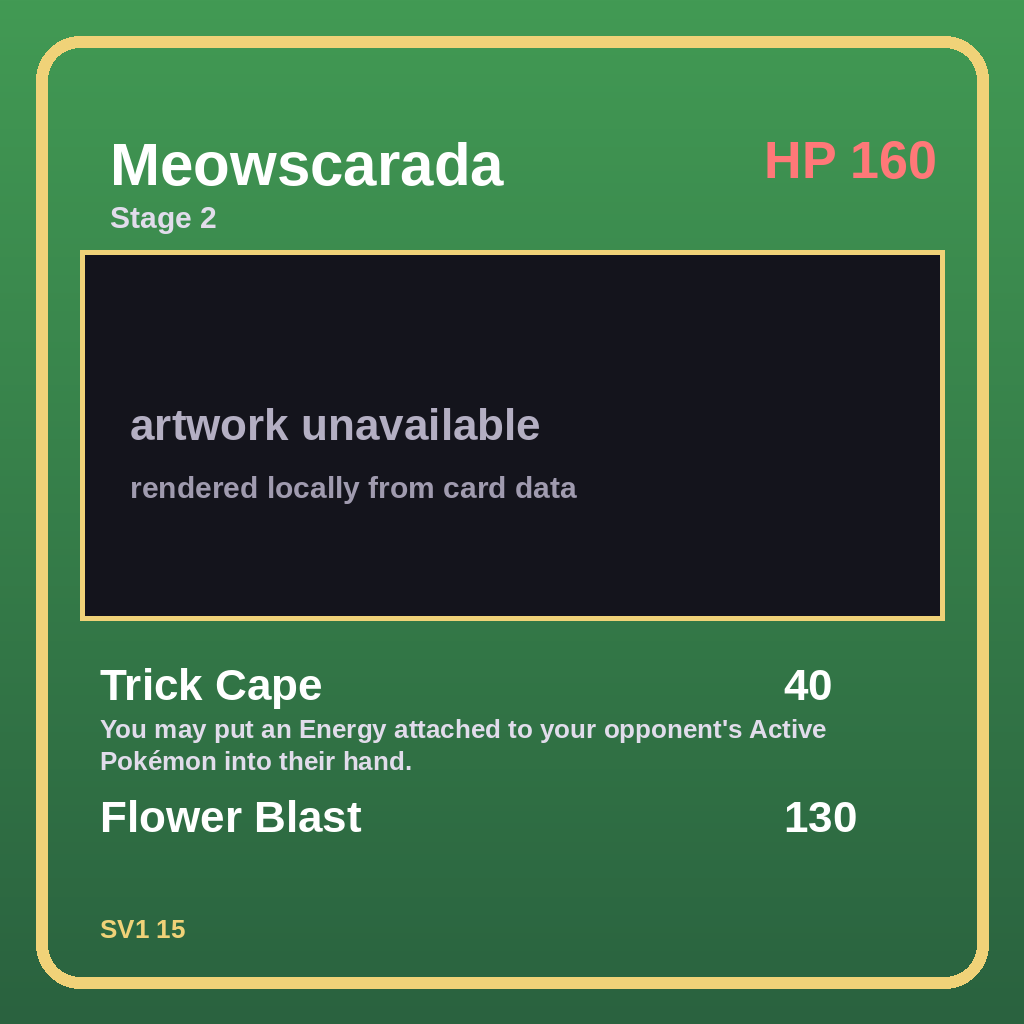 Meowscarada
HP 160
Stage 2
artwork unavailable
rendered locally from card data
Trick Cape
40
You may put an Energy attached to your opponent's Active
Pokémon into their hand.
Flower Blast
130
SV1 15